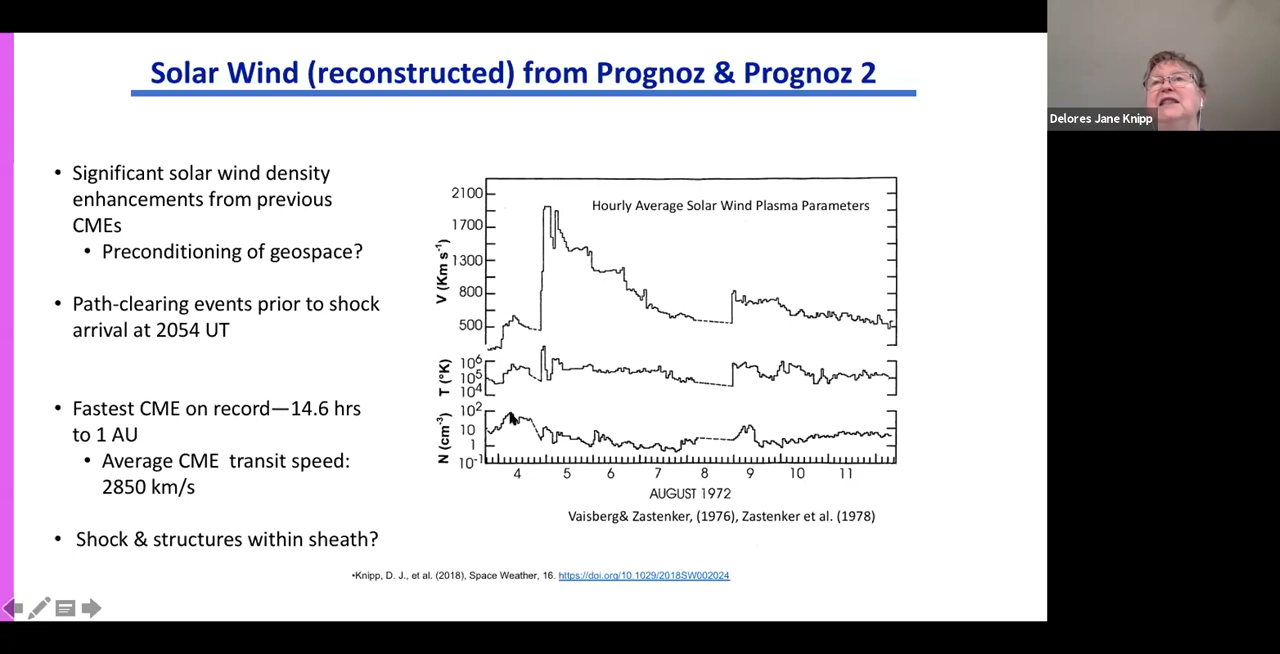 Solar Wind (reconstructed) from Prognoz & Prognoz 2
Delores Jane Knipp
• Significant solar wind density
enhancements from previous
CMEs
• Preconditioning of geospace?
• Path-clearing events prior to shock
arrival at 2054 UT
• Fastest CME on record—14.6 hrs
to 1 AU
• Average CME transit speed:
2850 km/s
• Shock & structures within sheath?
Hourly Average Solar Wind Plasma Parameters
V (Km s⁻¹)
2100
1700
1300
800
500
T (°K)
10⁶
10⁵
10⁴
N (cm⁻³)
10²
10
1
10⁻¹
4 5 6 7 8 9 10 11
AUGUST 1972
Vaisberg& Zastenker, (1976), Zastenker et al. (1978)
•Knipp, D. J., et al. (2018), Space Weather, 16. https://doi.org/10.1029/2018SW002024